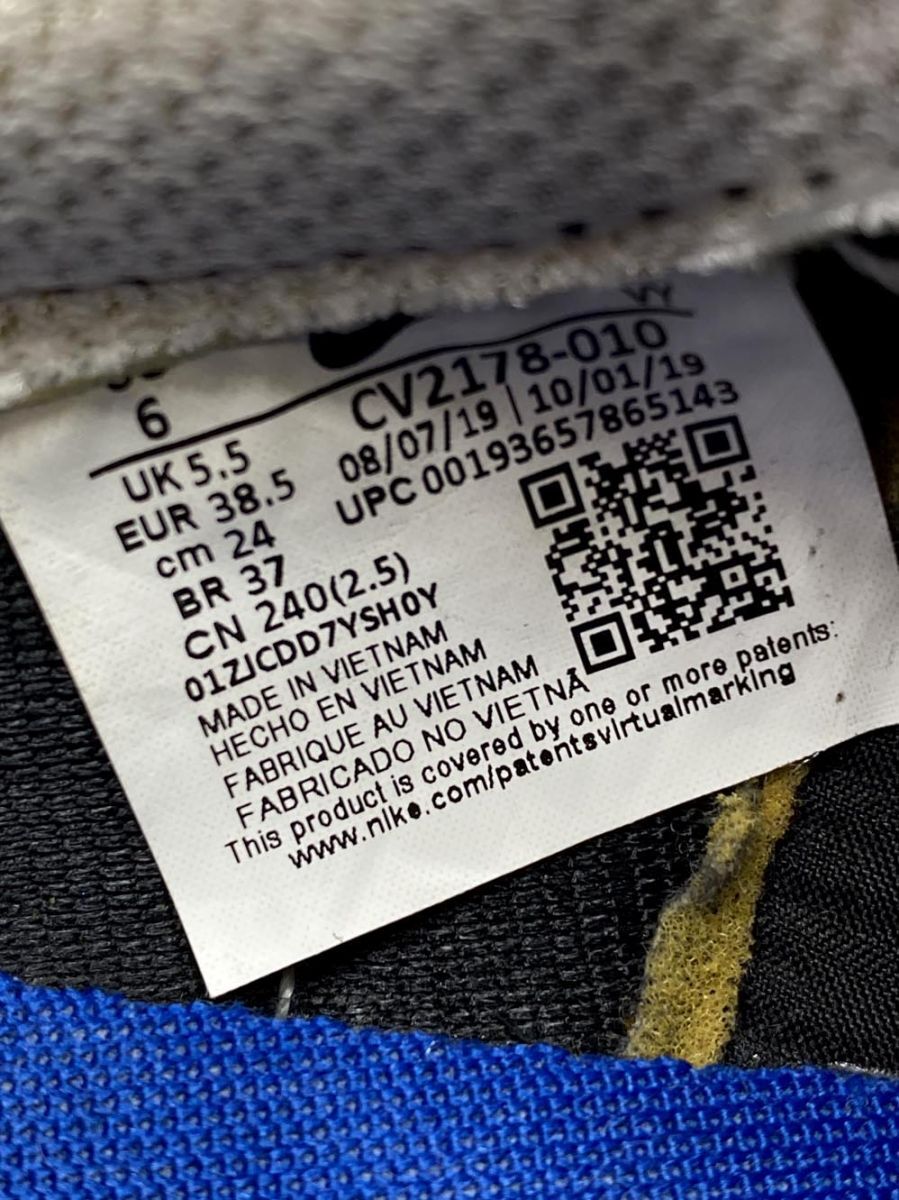 VY
6
CV2178-010
UK 5.5
08/07/19 | 10/01/19
EUR 38.5
UPC 00193657865143
cm 24
BR 37
CN 240(2.5)
01ZJCDD7YSH0Y
MADE IN VIETNAM
HECHO EN VIETNAM
FABRIQUE AU VIETNAM
FABRICADO NO VIETNÃ
This product is covered by one or more patents:
www.nike.com/patentsvirtualmarking